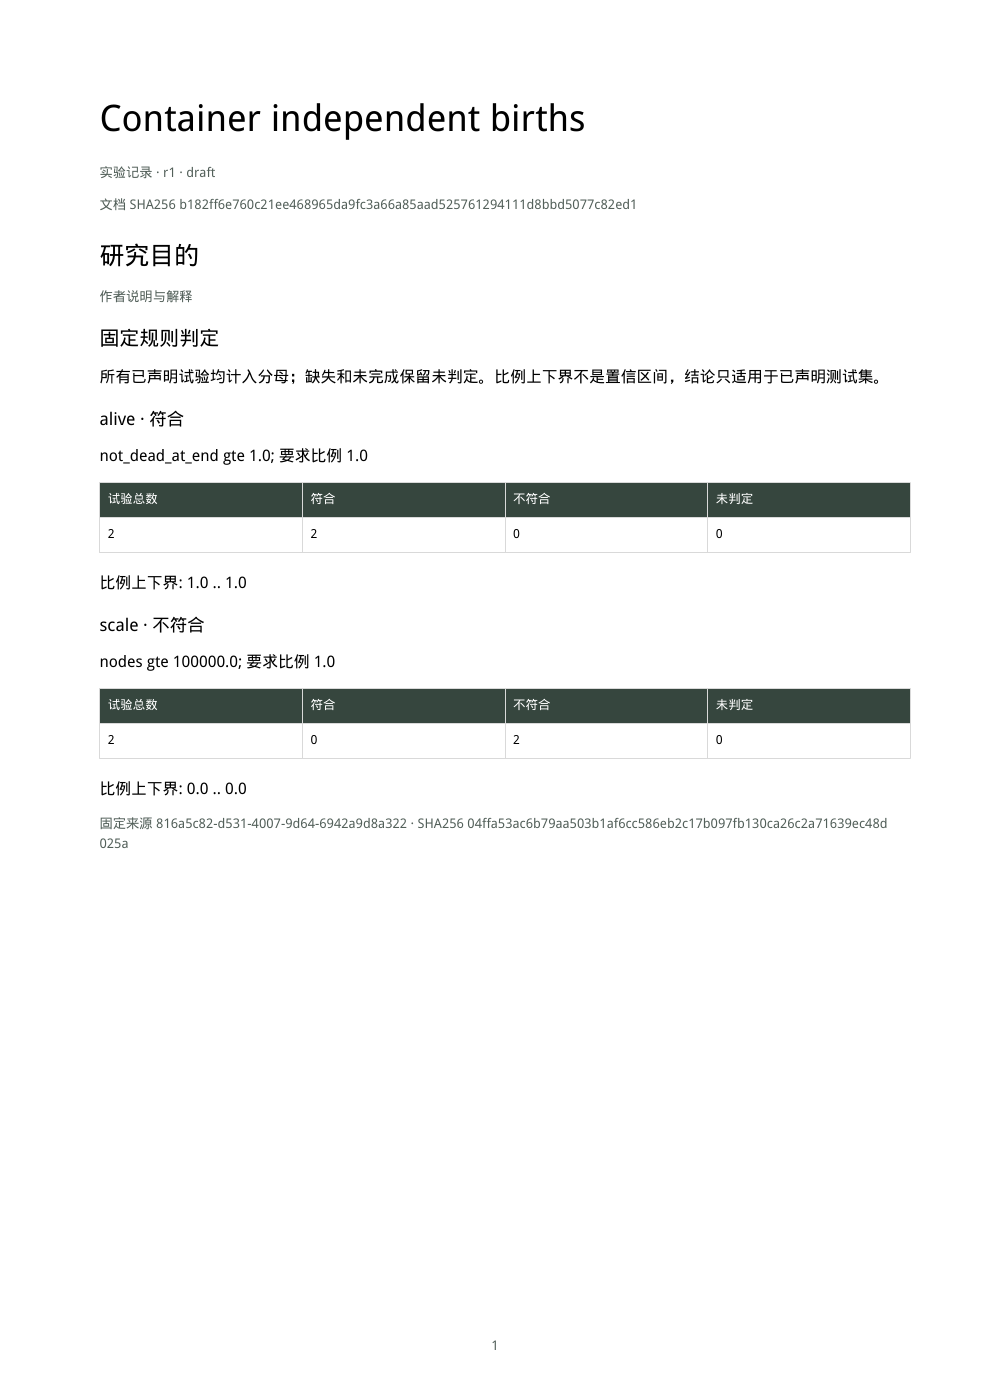 Container independent births
实验记录 · r1 · draft
文档 SHA256 b182ff6e760c21ee468965da9fc3a66a85aad525761294111d8bbd5077c82ed1
研究目的
作者说明与解释
固定规则判定
所有已声明试验均计入分母；缺失和未完成保留未判定。比例上下界不是置信区间，结论只适用于已声明测试集。
alive · 符合
not_dead_at_end gte 1.0; 要求比例 1.0
试验总数 符合 不符合 未判定
2 2 0 0
比例上下界: 1.0 .. 1.0
scale · 不符合
nodes gte 100000.0; 要求比例 1.0
试验总数 符合 不符合 未判定
2 0 2 0
比例上下界: 0.0 .. 0.0
固定来源 816a5c82-d531-4007-9d64-6942a9d8a322 · SHA256 04ffa53ac6b79aa503b1af6cc586eb2c17b097fb130ca26c2a71639ec48d
025a
1